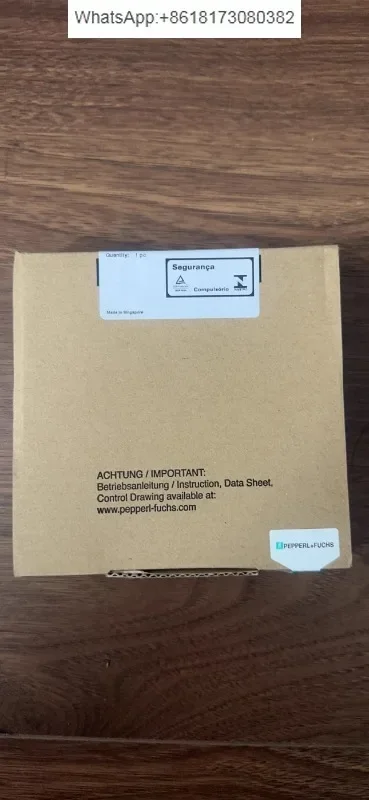 WhatsApp:+8618173080382
Quantity: 1 pc
Segurança
Compulsório
Made in Singapore
ACHTUNG / IMPORTANT:
Betriebsanleitung / Instruction, Data Sheet,
Control Drawing available at:
www.pepperl-fuchs.com
PEPPERL+FUCHS